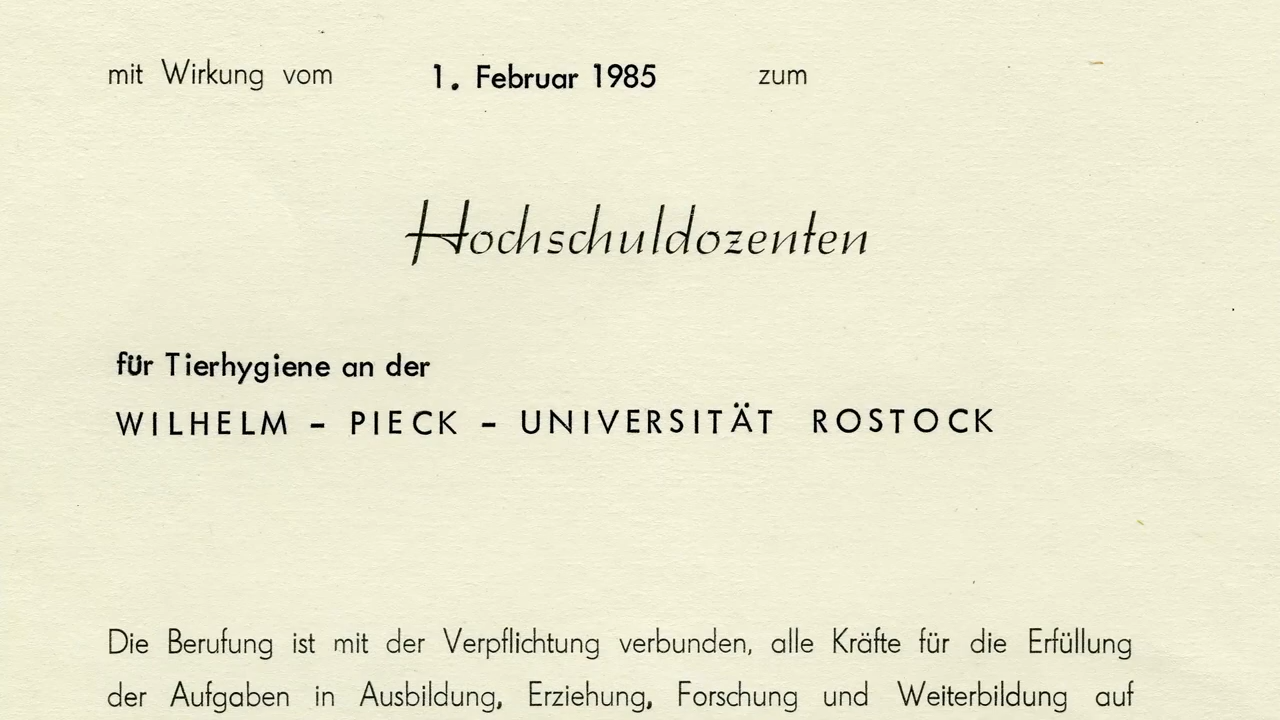 mit Wirkung vom 1. Februar 1985 zum
Hochschuldozenten
für Tierhygiene an der
WILHELM – PIECK – UNIVERSITÄT ROSTOCK
Die Berufung ist mit der Verpflichtung verbunden, alle Kräfte für die Erfüllung
der Aufgaben in Ausbildung, Erziehung, Forschung und Weiterbildung auf